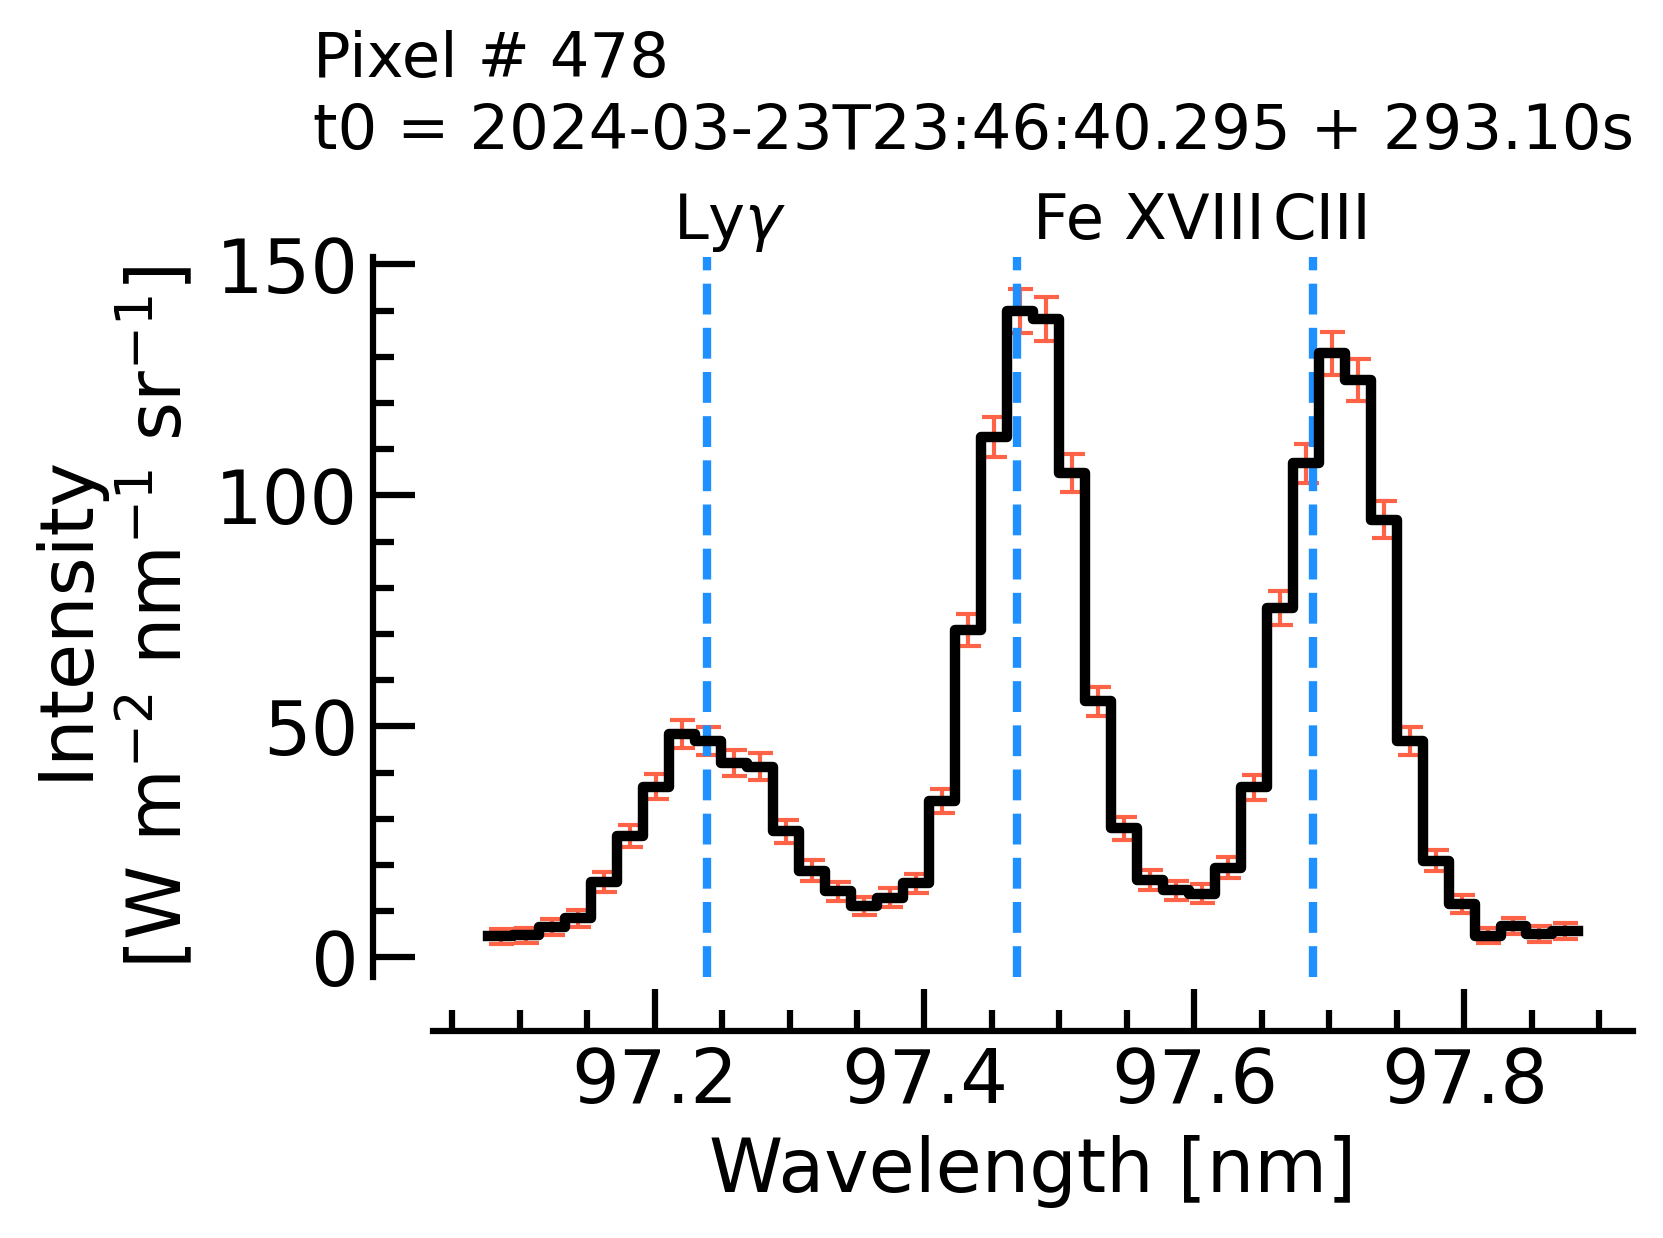 Pixel # 478
t0 = 2024-03-23T23:46:40.295 + 293.10s
Lyγ Fe XVIII CIII
Intensity
[W m⁻² nm⁻¹ sr⁻¹]
150
100
50
0
97.2 97.4 97.6 97.8
Wavelength [nm]